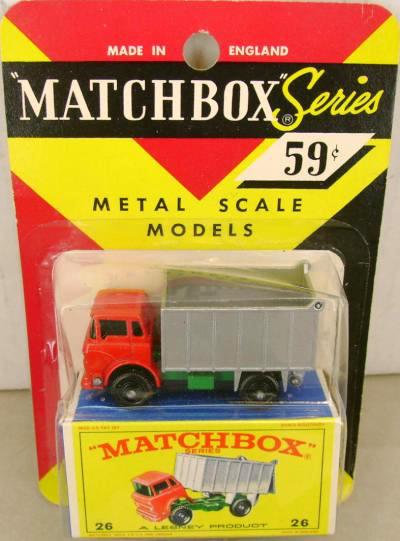 MADE IN ENGLAND
"MATCHBOX" Series ®
59¢
METAL SCALE
MODELS
"MATCHBOX"®
SERIES
26 A LESNEY PRODUCT 26